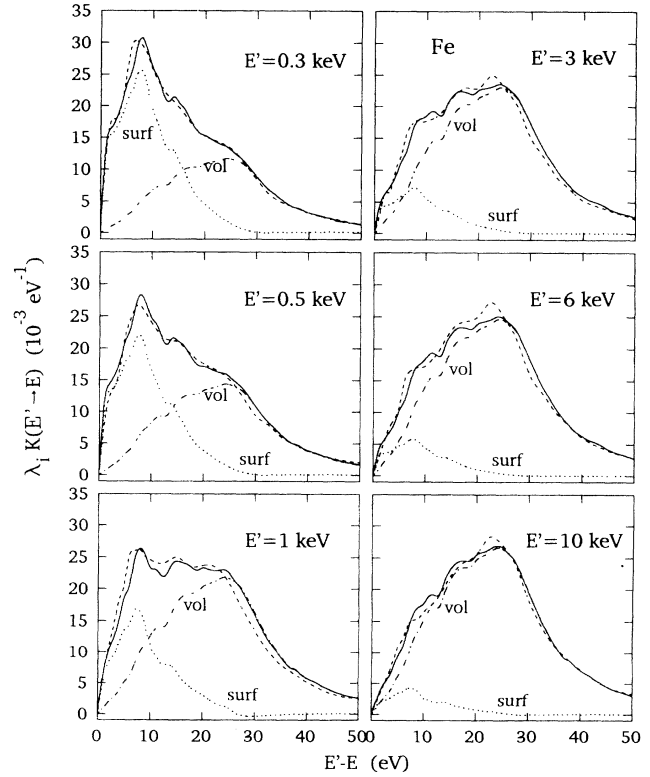 35
30
25
20
15
10
5
0
E'=0.3 keV
surf
vol
Fe
E'=3 keV
vol
surf
35
30
25
20
15
10
5
0
E'=0.5 keV
vol
surf
E'=6 keV
vol
surf
35
30
25
20
15
10
5
0
E'=1 keV
vol
surf
E'=10 keV
vol
surf
0 10 20 30 40 50
0 10 20 30 40 50
λi K(E'→E) (10⁻³ eV⁻¹)
E'-E (eV)